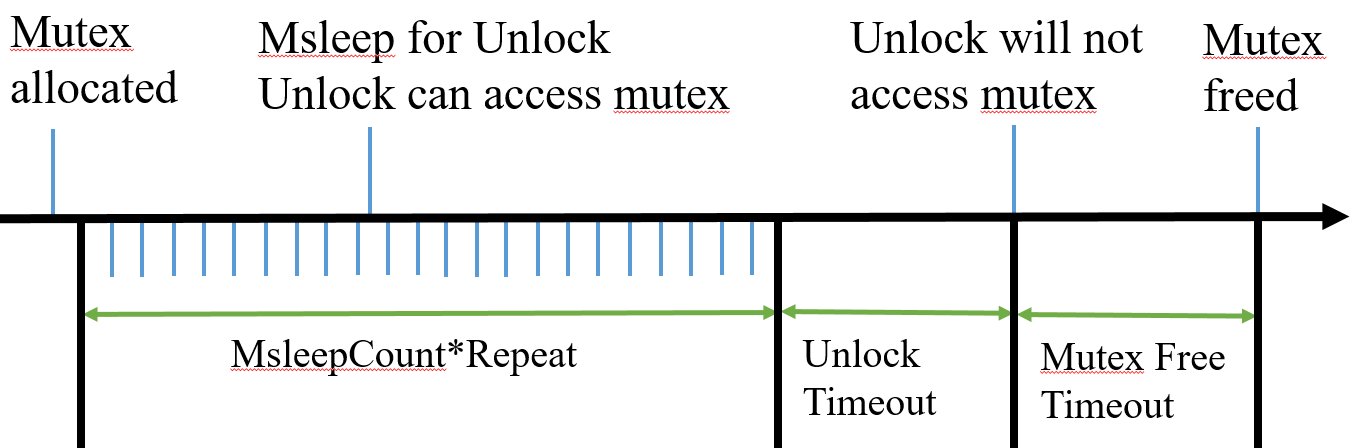 Mutex
allocated
Msleep for Unlock
Unlock can access mutex
Unlock will not
access mutex
Mutex
freed
MsleepCount*Repeat
Unlock
Timeout
Mutex Free
Timeout